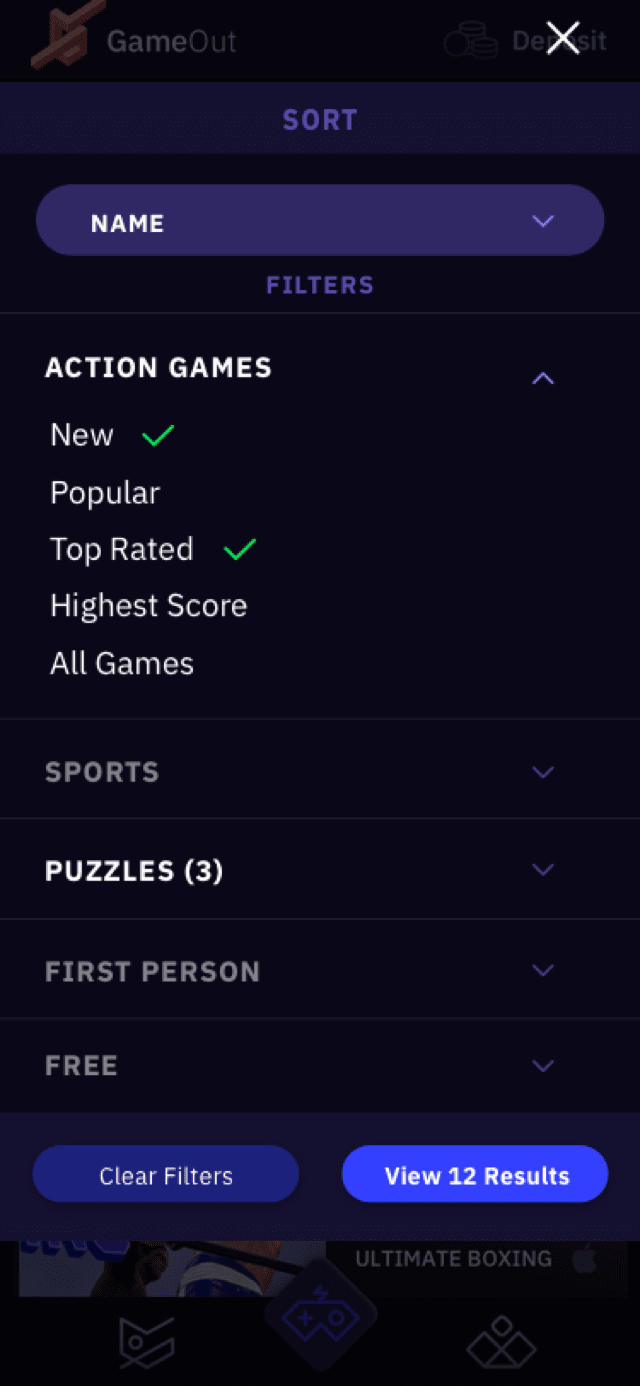 GameOut
Deposit
SORT
NAME
FILTERS
ACTION GAMES
New
Popular
Top Rated
Highest Score
All Games
SPORTS
PUZZLES (3)
FIRST PERSON
FREE
Clear Filters
View 12 Results
ULTIMATE BOXING